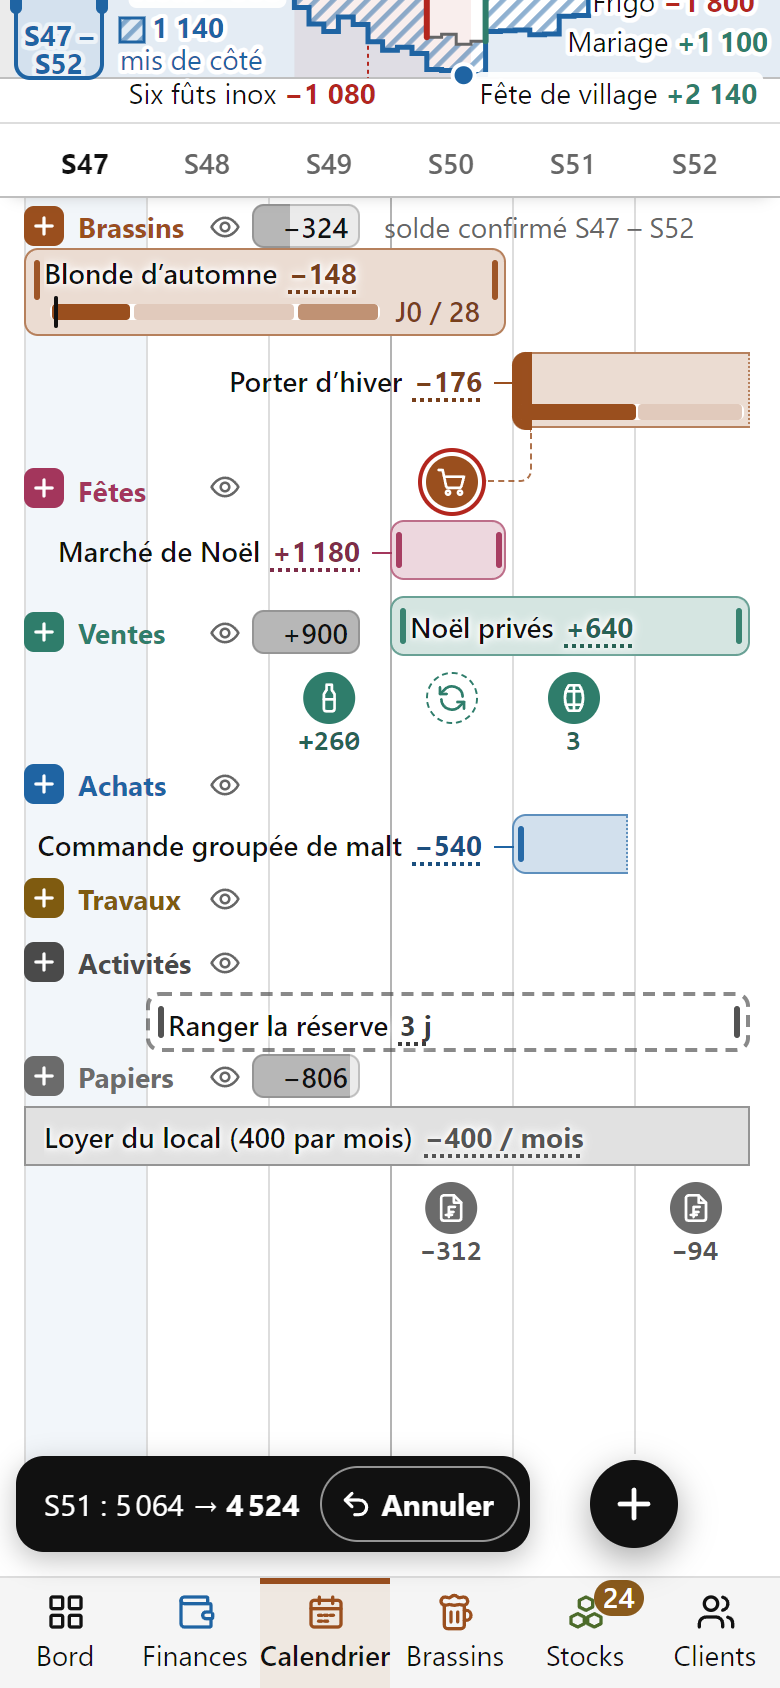 Frigo −1 800
S47 –
S52
1 140
mis de côté
Mariage +1 100
Six fûts inox −1 080
Fête de village +2 140
S47 S48 S49 S50 S51 S52
Brassins −324 solde confirmé S47 – S52
Blonde d’automne −148
J0 / 28
Porter d’hiver −176
Fêtes
Marché de Noël +1 180
Ventes +900
Noël privés +640
+260 3
Achats
Commande groupée de malt −540
Travaux
Activités
Ranger la réserve 3 j
Papiers −806
Loyer du local (400 par mois) −400 / mois
−312 −94
S51 : 5 064 → 4 524 Annuler
24
Bord Finances Calendrier Brassins Stocks Clients